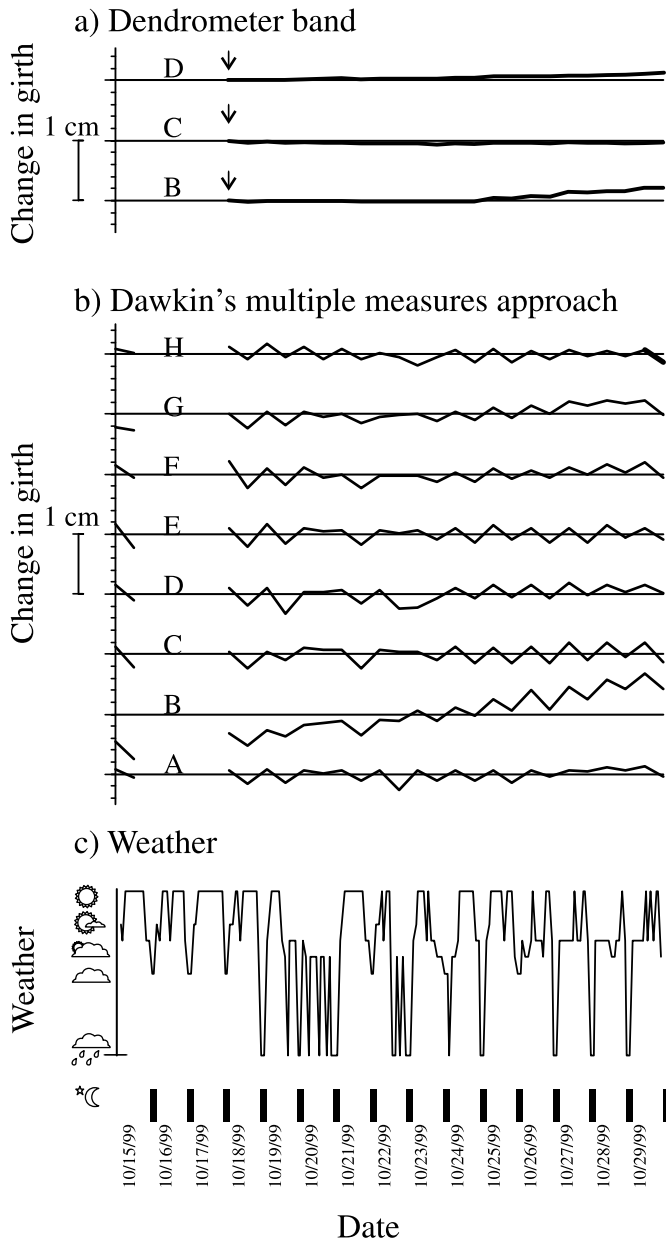 a) Dendrometer band
D
C
B
1 cm
Change in girth
b) Dawkin's multiple measures approach
H
G
F
E
D
C
B
A
1 cm
Change in girth
c) Weather
Weather
10/15/99
10/16/99
10/17/99
10/18/99
10/19/99
10/20/99
10/21/99
10/22/99
10/23/99
10/24/99
10/25/99
10/26/99
10/27/99
10/28/99
10/29/99
Date